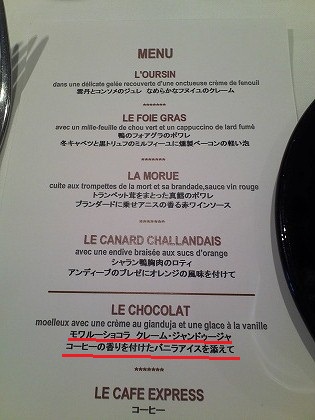 MENU
L'OURSIN
dans une délicate gelée recouverte d'une onctueuse crème de fenouil
雲丹とコンソメのジュレ なめらかなフヌイユのクレーム
*******
LE FOIE GRAS
avec un mille-feuille de chou vert et un cappuccino de lard fumé
鴨のフォアグラのポワレ
冬キャベツと黒トリュフのミルフィーユに燻製ベーコンの軽い泡
*******
LA MORUE
cuite aux trompettes de la mort et sa brandade,sauce vin rouge
トランペット茸をまとった真鱈のポワレ
ブランダードに乗せアニスの香る赤ワインソース
*******
LE CANARD CHALLANDAIS
avec une endive braisée aux sucs d'orange
シャラン鴨胸肉のロティ
アンディーブのブレゼにオレンジの風味を付けて
LE CHOCOLAT
moelleux avec une crème au gianduja et une glace à la vanille
モワルーショコラ クレーム・ジャンドゥージャ
コーヒーの香りを付けたバニラアイスを添えて
*******
LE CAFE EXPRESS
コーヒー